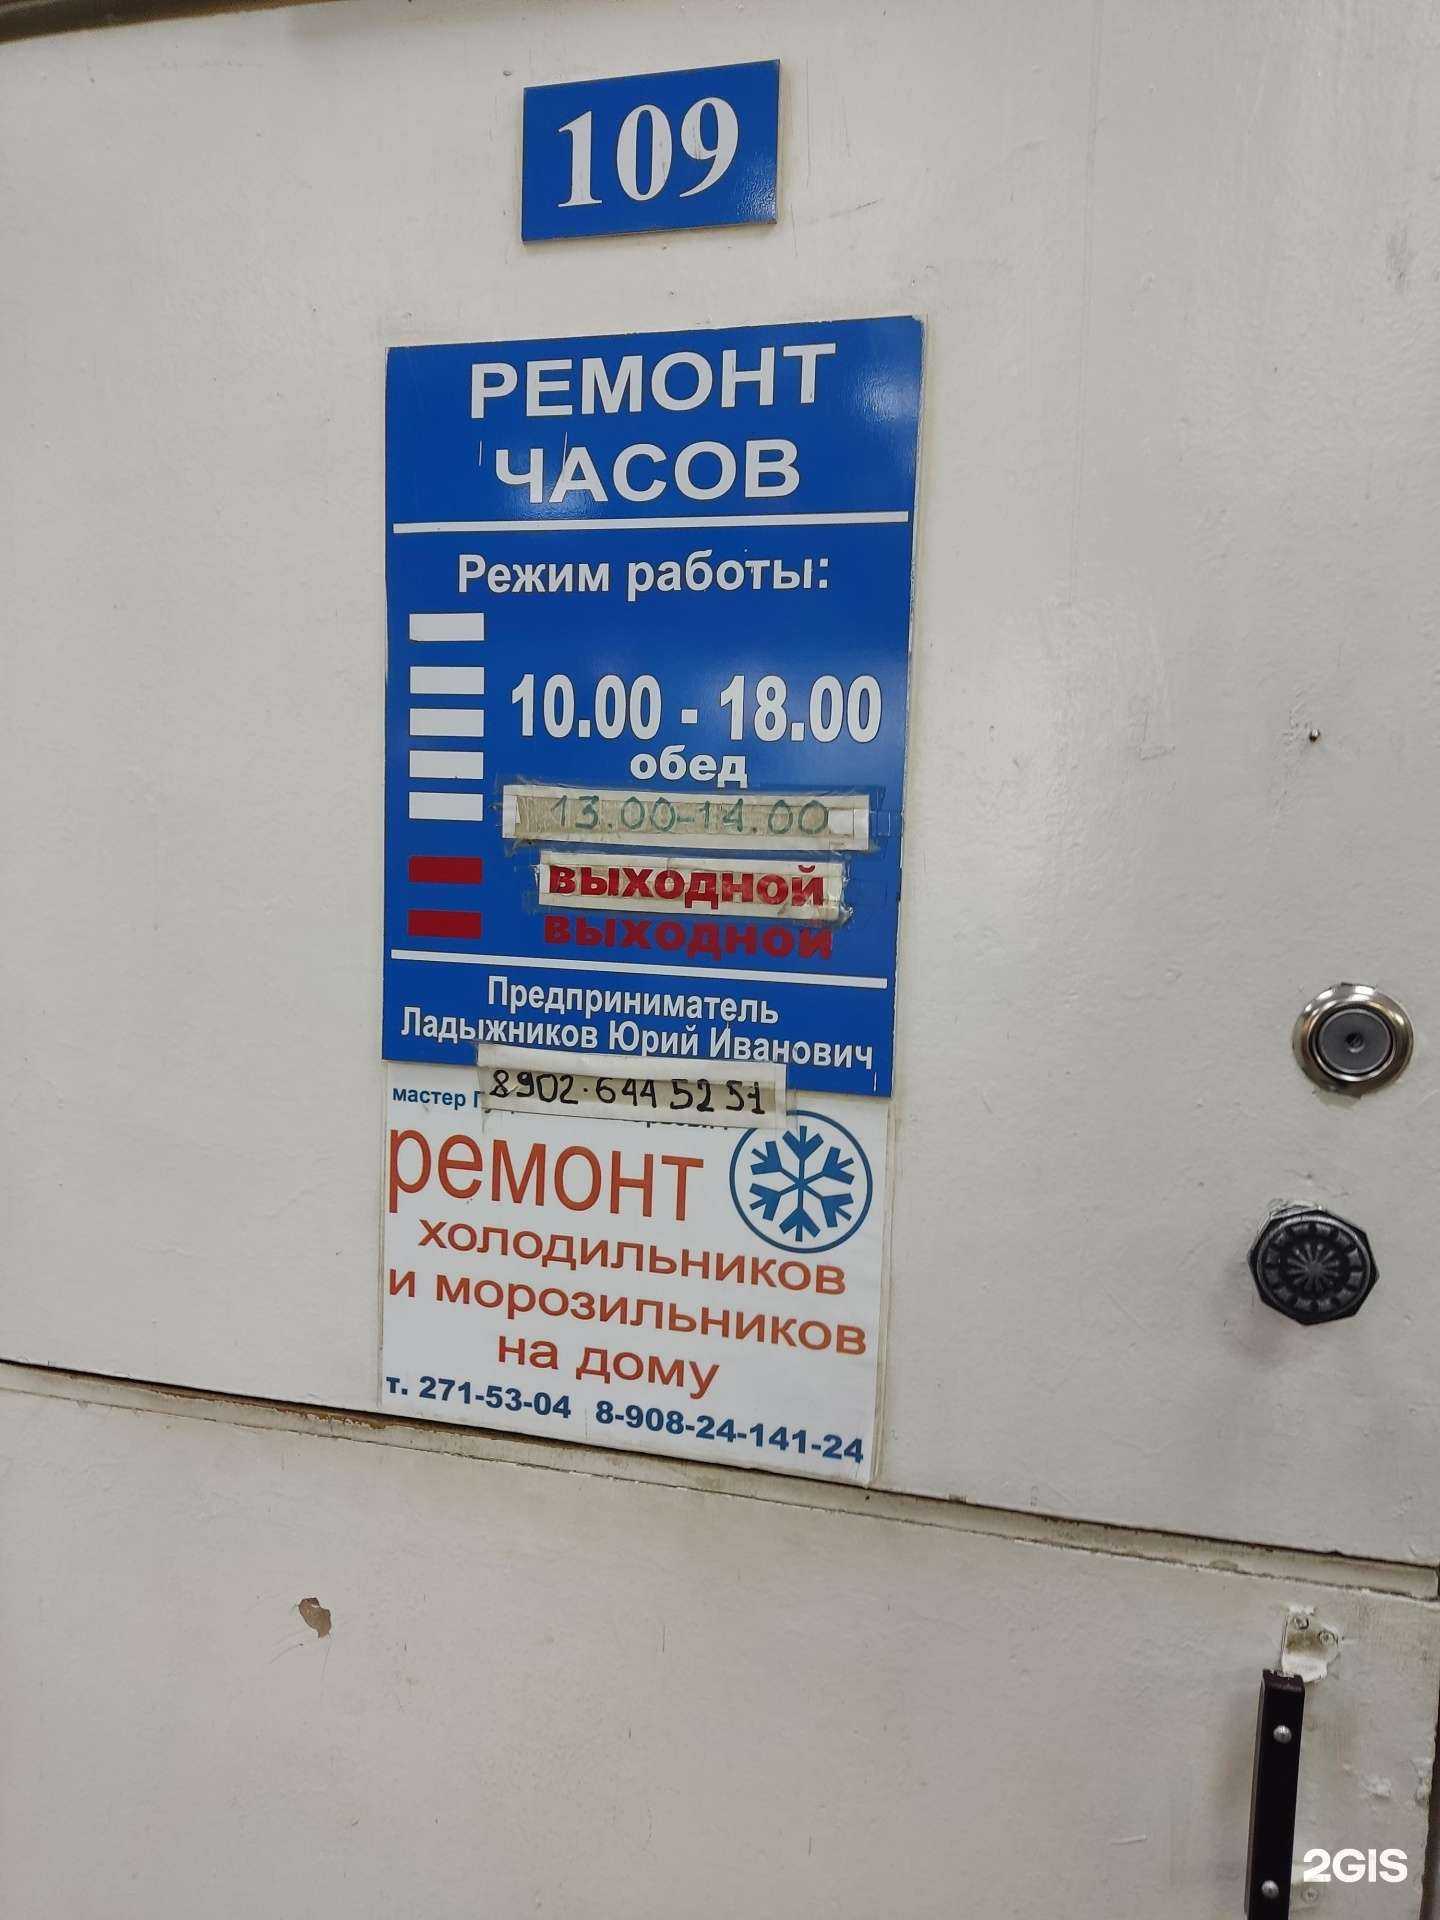 109
РЕМОНТ
ЧАСОВ
Режим работы:
10.00 - 18.00
обед
13.00-14.00
ВЫХОДНОЙ
ВЫХОДНОЙ
Предприниматель
Ладыжников Юрий Иванович
8902·644 52 51
мастер
ремонт
холодильников
и морозильников
на дому
т. 271-53-04 8-908-24-141-24
2GIS